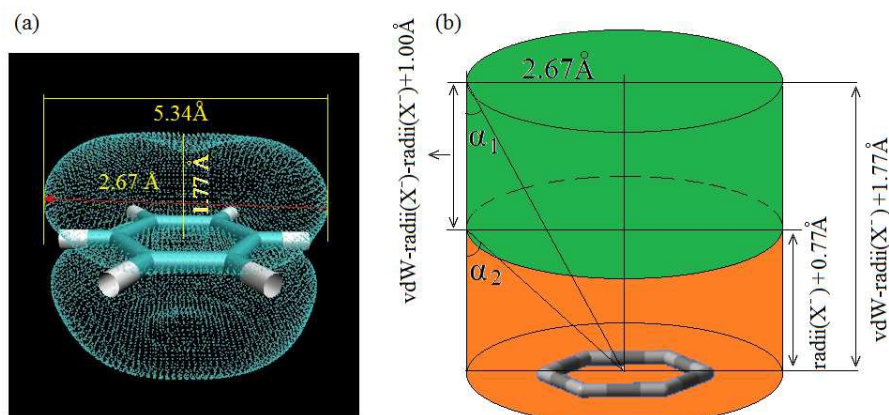 (a)
5.34Å
2.67 Å
1.77 Å
(b)
2.67Å
α1
α2
vdW-radii(X⁻)-radii(X⁻)+1.00Å
radii(X⁻)+0.77Å
vdW-radii(X⁻)+1.77Å